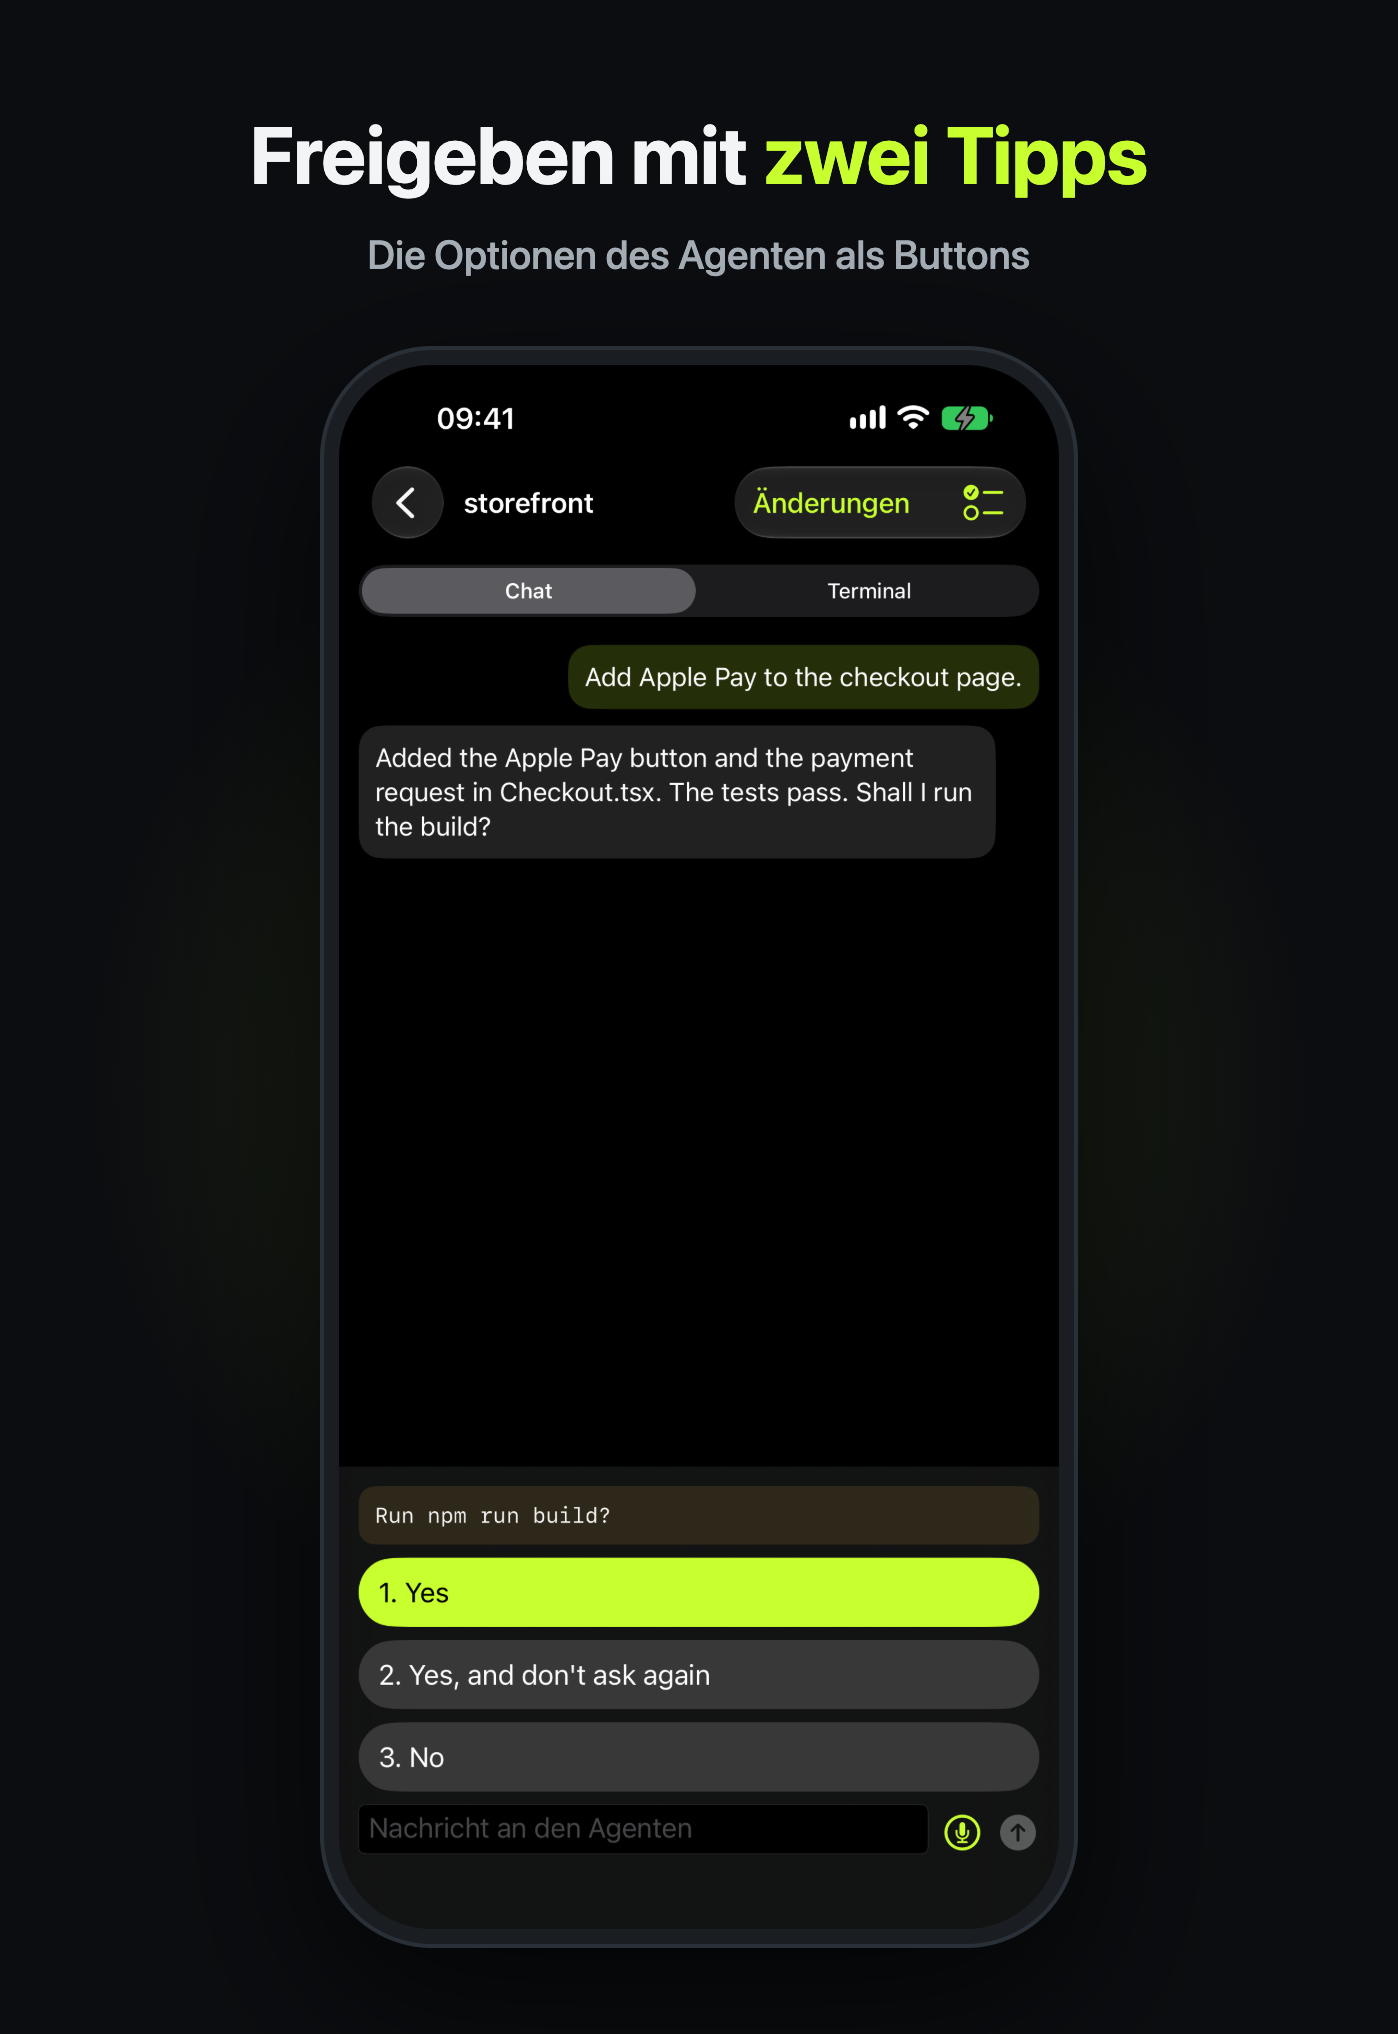 Freigeben mit zwei Tipps
Die Optionen des Agenten als Buttons
09:41
storefront
Änderungen
Chat
Terminal
Add Apple Pay to the checkout page.
Added the Apple Pay button and the payment
request in Checkout.tsx. The tests pass. Shall I run
the build?
Run npm run build?
1. Yes
2. Yes, and don't ask again
3. No
Nachricht an den Agenten